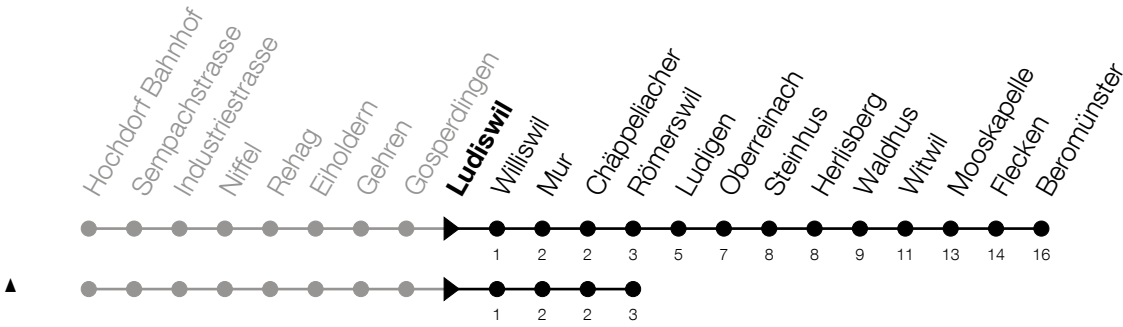 Hochdorf Bahnhof
Sempachstrasse
Industriestrasse
Niffel
Rehag
Eiholdern
Gehren
Gosperdingen
Ludiswil
Williswil
Mur
Chäppeliacher
Römerswil
Ludigen
Oberreinach
Steinhus
Herlisberg
Waldhus
Witwil
Mooskapelle
Flecken
Beromünster
1 2 2 3 5 7 8 8 9 11 13 14 16
1 2 2 3